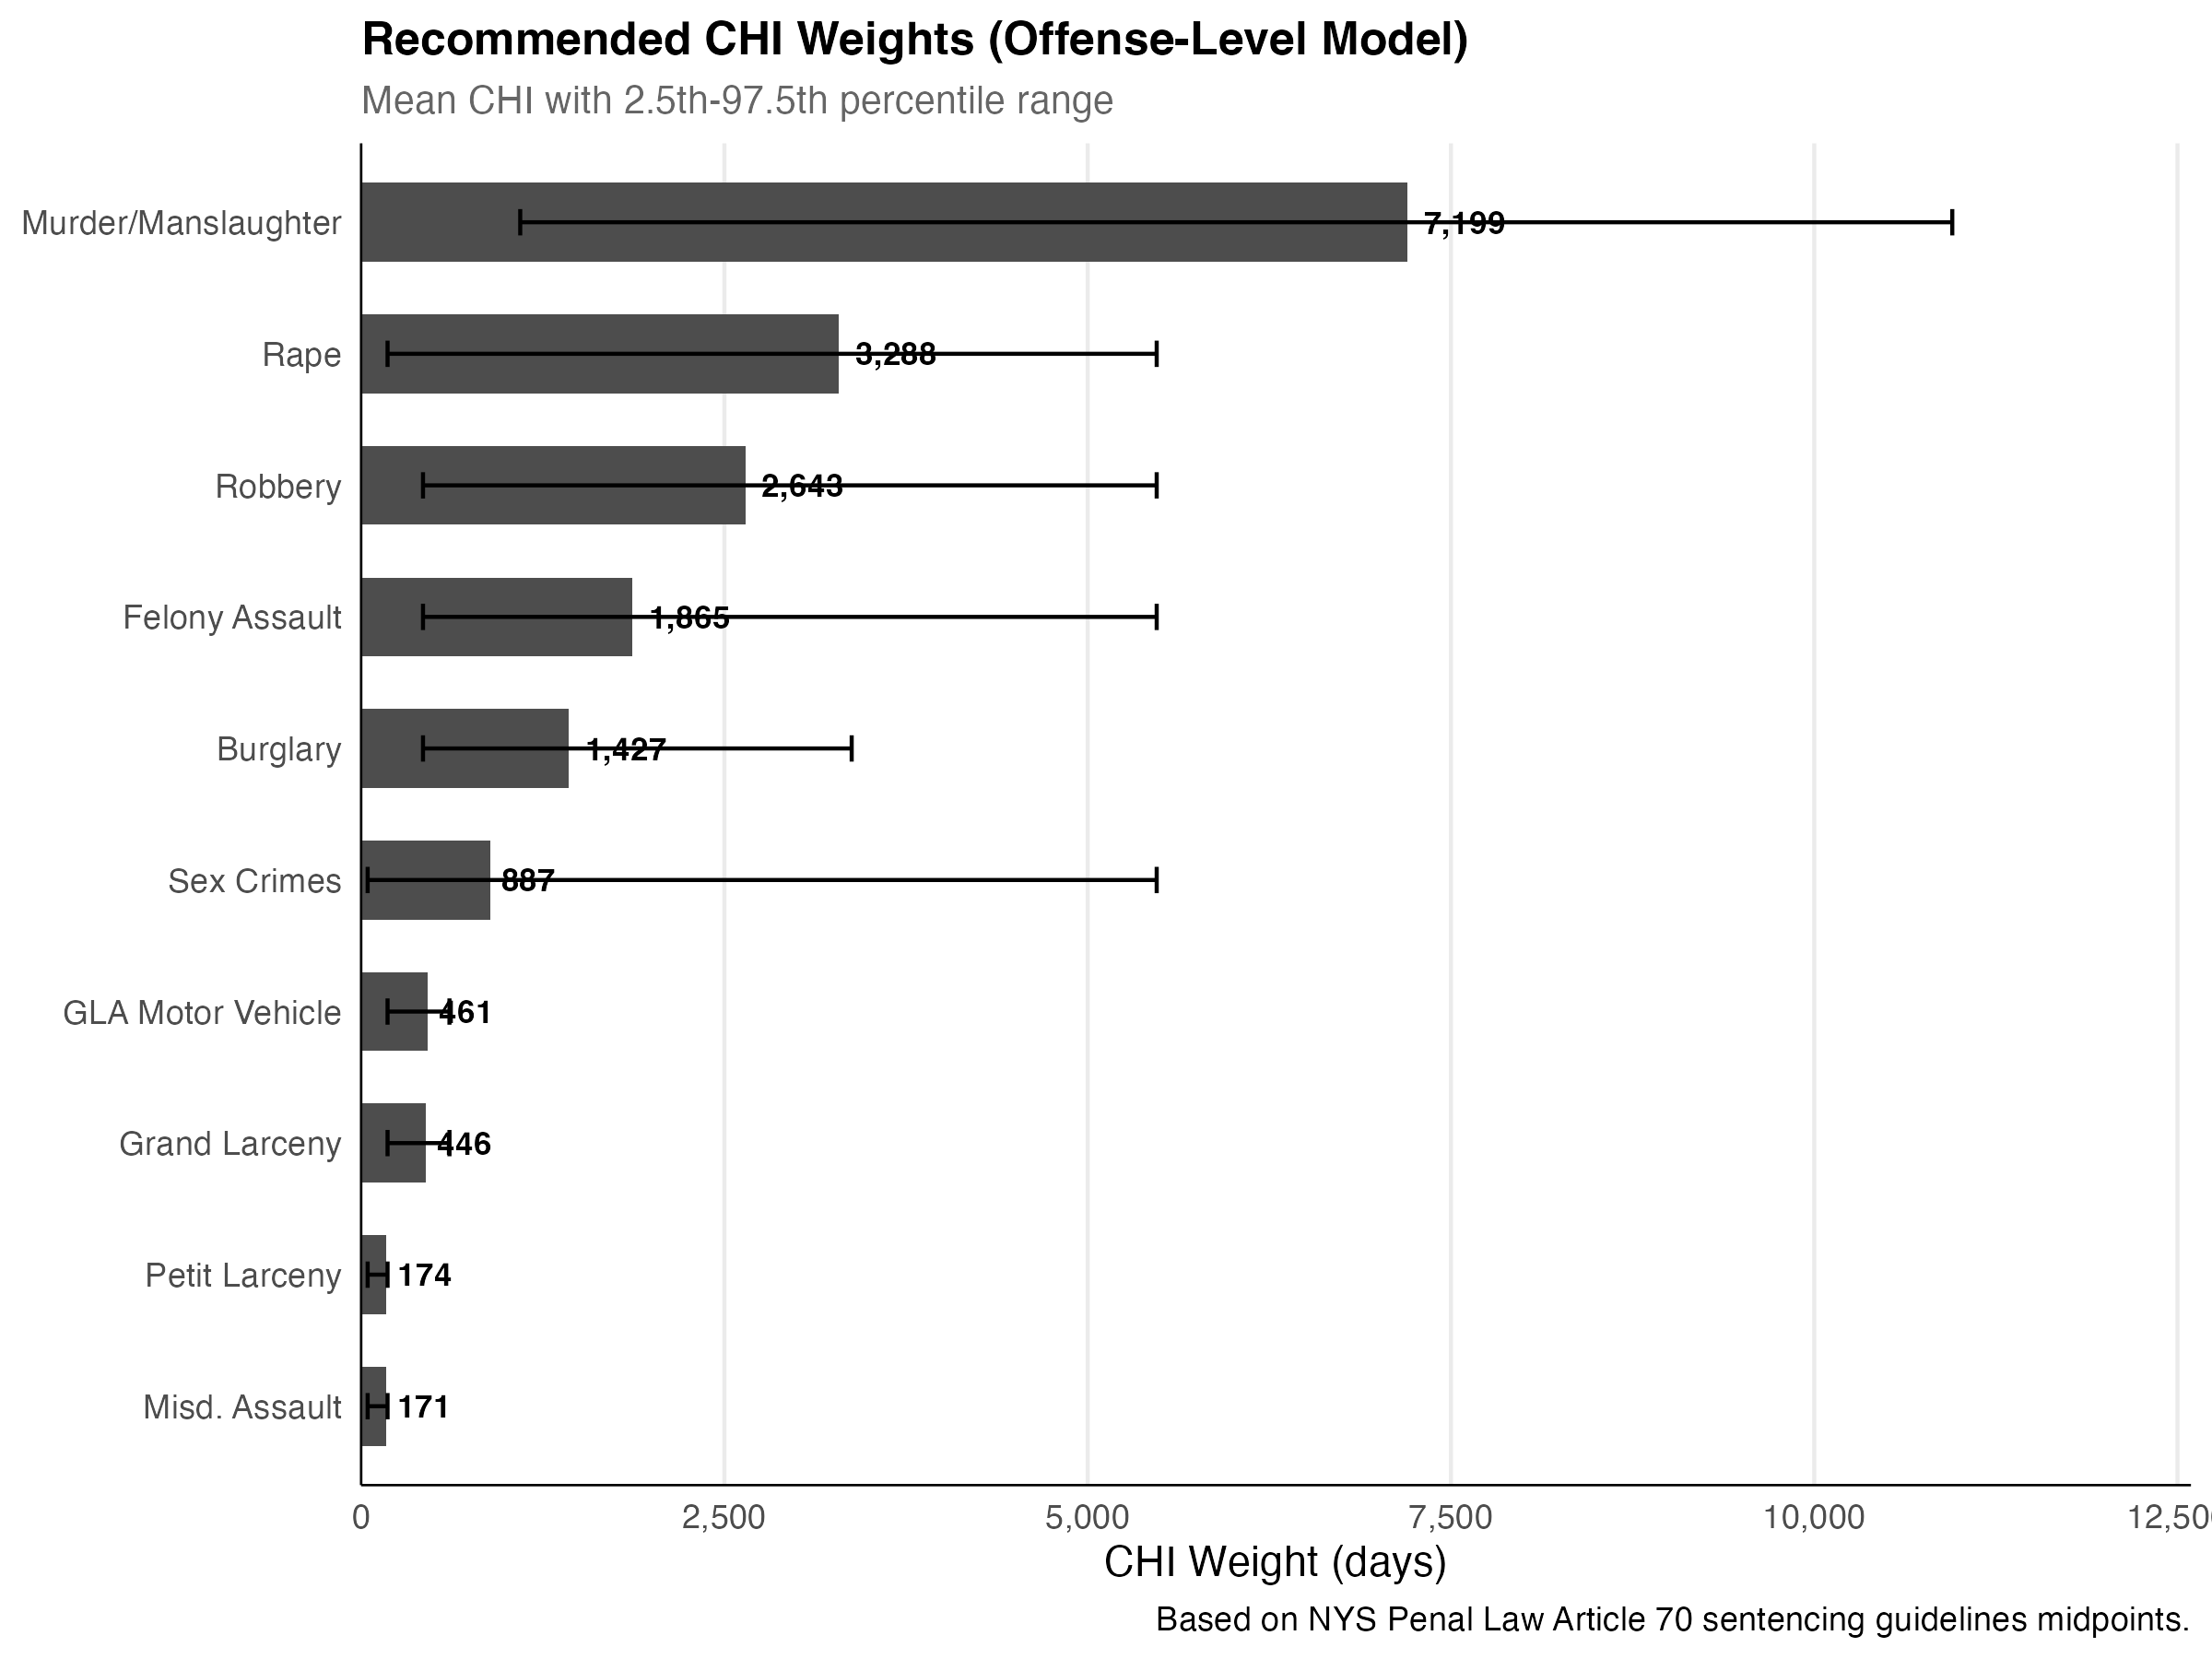 Recommended CHI Weights (Offense-Level Model)
Mean CHI with 2.5th-97.5th percentile range
Murder/Manslaughter 7,199
Rape 3,288
Robbery 2,643
Felony Assault 1,865
Burglary 1,427
Sex Crimes 887
GLA Motor Vehicle 461
Grand Larceny 446
Petit Larceny 174
Misd. Assault 171
0 2,500 5,000 7,500 10,000 12,50
CHI Weight (days)
Based on NYS Penal Law Article 70 sentencing guidelines midpoints.